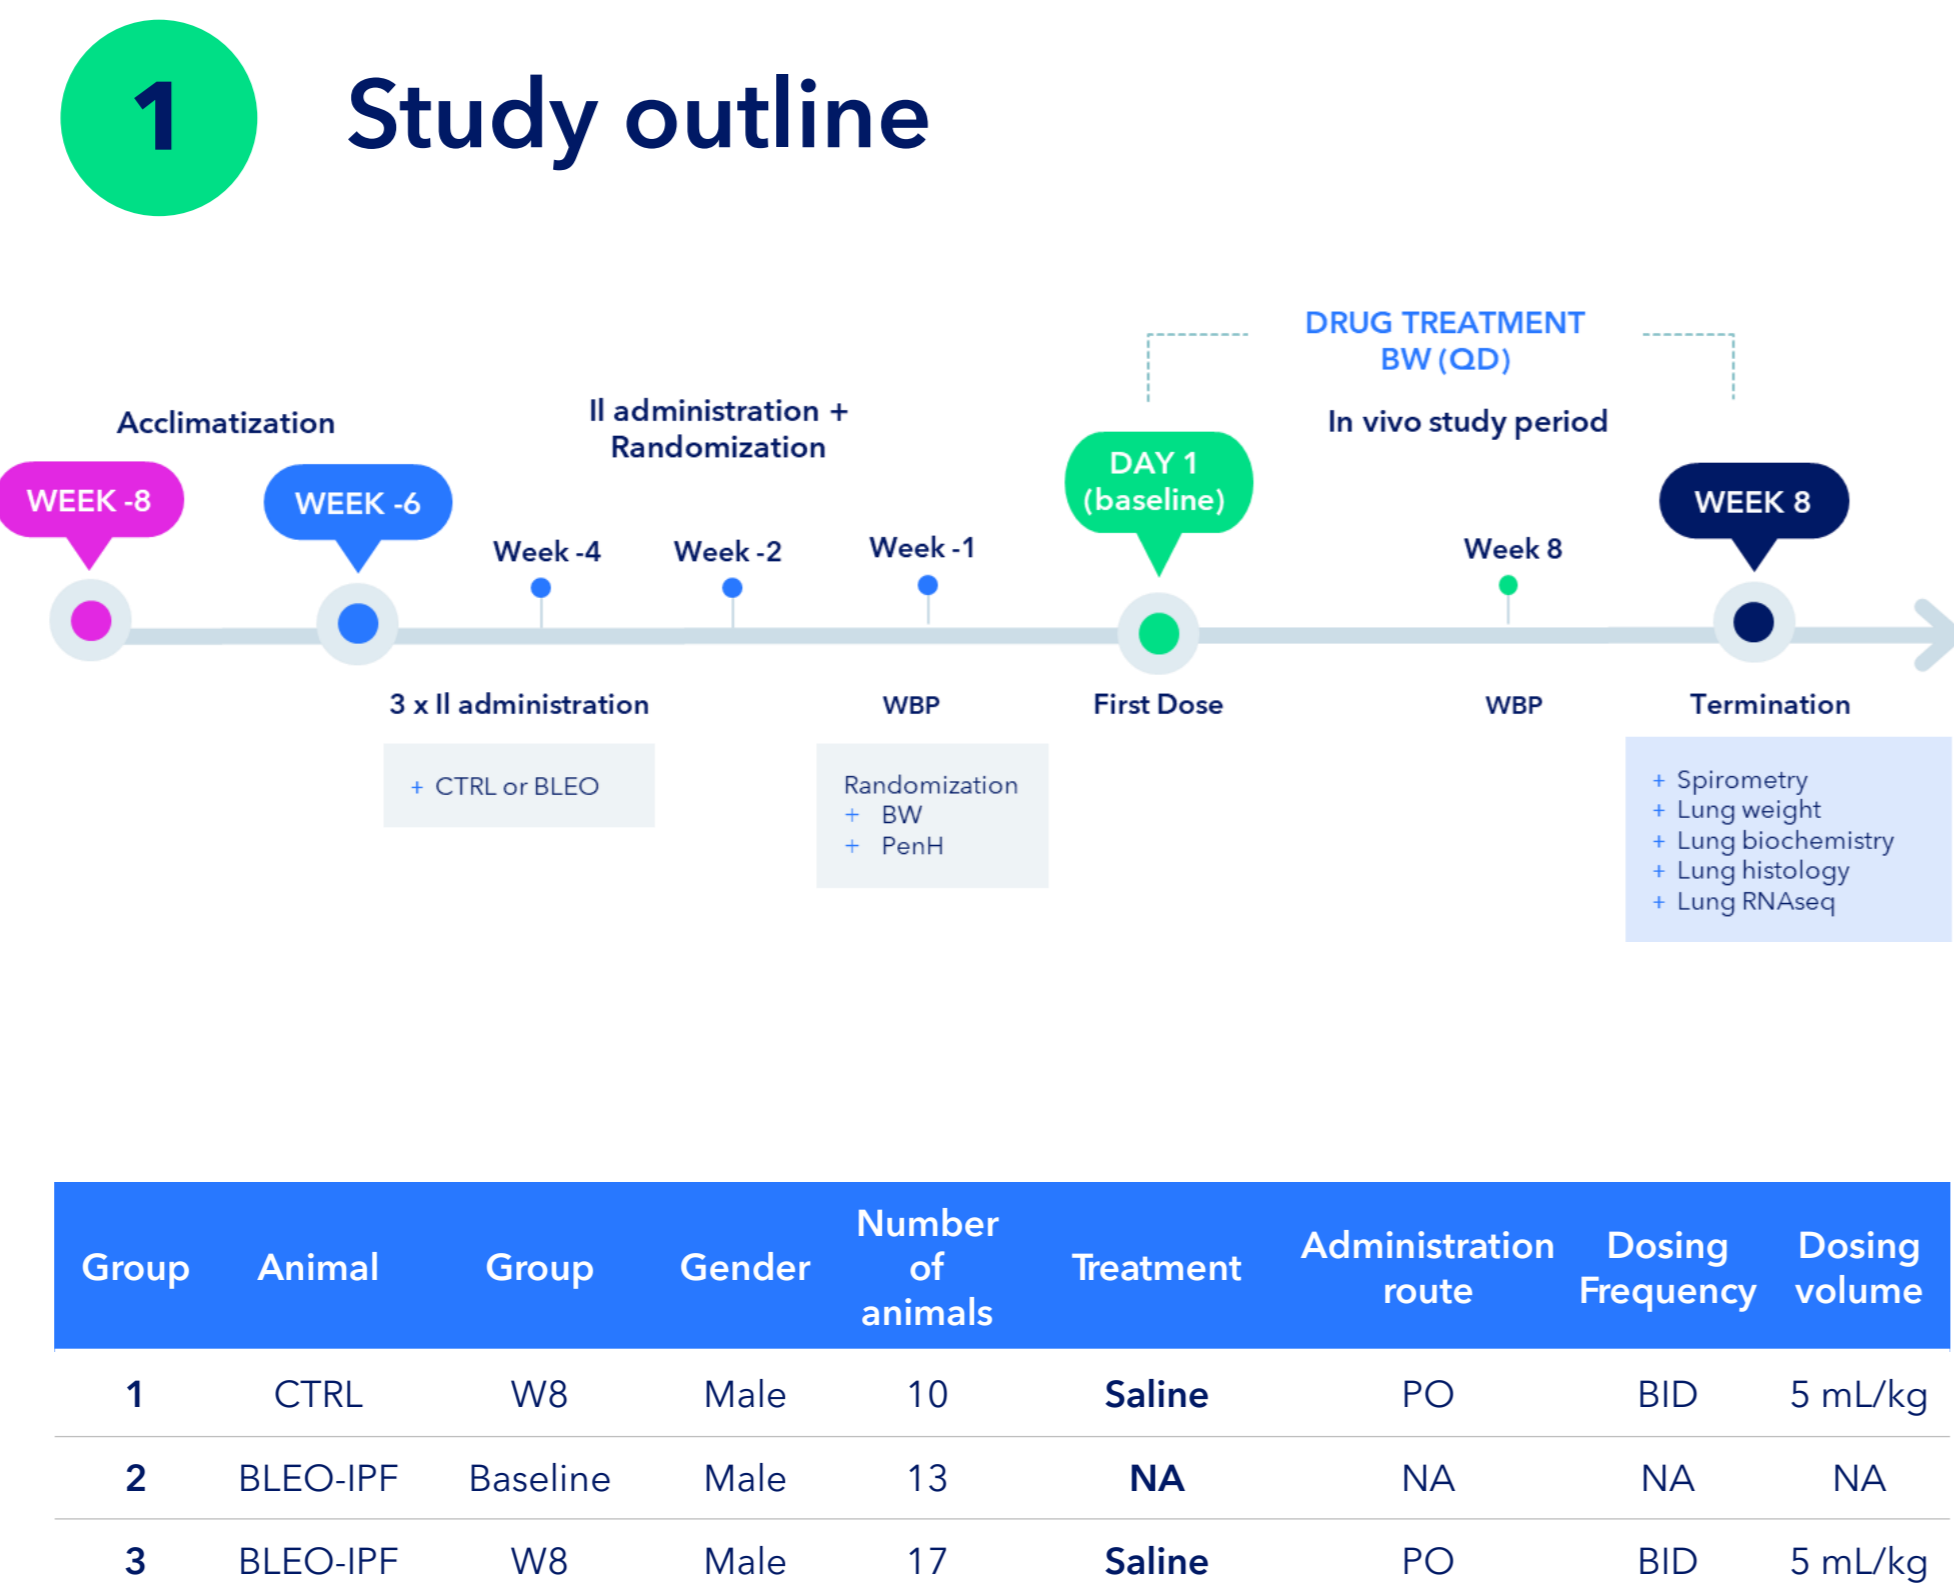 1
Study outline
DRUG TREATMENT
BW (QD)
Acclimatization
Il administration +
Randomization
In vivo study period
WEEK -8
WEEK -6
Week -4
Week -2
Week -1
DAY 1
(baseline)
Week 8
WEEK 8
3 x Il administration
WBP
First Dose
WBP
Termination
+ CTRL or BLEO
Randomization
+ BW
+ PenH
+ Spirometry
+ Lung weight
+ Lung biochemistry
+ Lung histology
+ Lung RNAseq
Group Animal Group Gender Number of animals Treatment Administration route Dosing Frequency Dosing volume
1 CTRL W8 Male 10 Saline PO BID 5 mL/kg
2 BLEO-IPF Baseline Male 13 NA NA NA NA
3 BLEO-IPF W8 Male 17 Saline PO BID 5 mL/kg